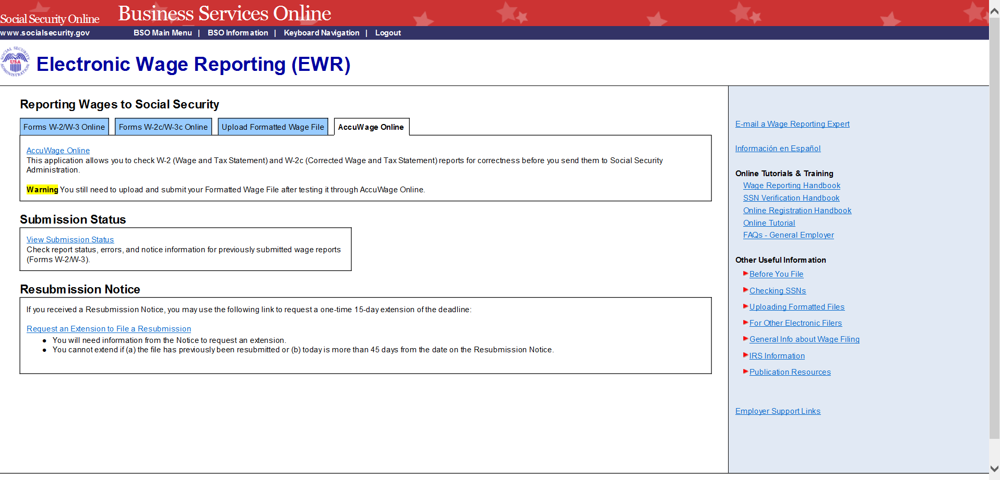 Social Security Online
Business Services Online
www.socialsecurity.gov
BSO Main Menu | BSO Information | Keyboard Navigation | Logout
SOCIAL SECURITY ADMINISTRATION
USA
Electronic Wage Reporting (EWR)
Reporting Wages to Social Security
Forms W-2/W-3 Online
Forms W-2c/W-3c Online
Upload Formatted Wage File
AccuWage Online
AccuWage Online
This application allows you to check W-2 (Wage and Tax Statement) and W-2c (Corrected Wage and Tax Statement) reports for correctness before you send them to Social Security
Administration.
Warning You still need to upload and submit your Formatted Wage File after testing it through AccuWage Online.
Submission Status
View Submission Status
Check report status, errors, and notice information for previously submitted wage reports
(Forms W-2/W-3).
Resubmission Notice
If you received a Resubmission Notice, you may use the following link to request a one-time 15-day extension of the deadline:
Request an Extension to File a Resubmission
● You will need information from the Notice to request an extension.
● You cannot extend if (a) the file has previously been resubmitted or (b) today is more than 45 days from the date on the Resubmission Notice.
E-mail a Wage Reporting Expert
Información en Español
Online Tutorials & Training
Wage Reporting Handbook
SSN Verification Handbook
Online Registration Handbook
Online Tutorial
FAQs - General Employer
Other Useful Information
Before You File
Checking SSNs
Uploading Formatted Files
For Other Electronic Filers
General Info about Wage Filing
IRS Information
Publication Resources
Employer Support Links